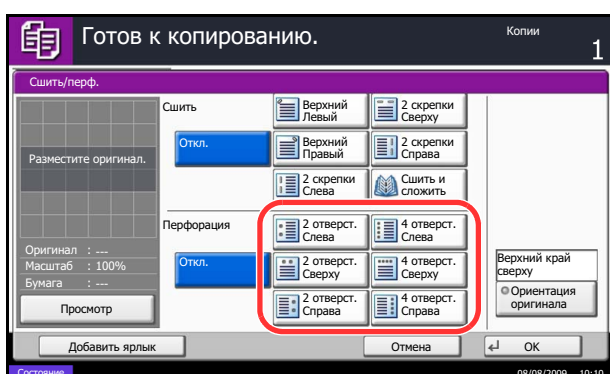 Готов к копированию.
Копии
1
Сшить/перф.
Разместите оригинал.
Оригинал : ---
Масштаб : 100%
Бумага : ---
Просмотр
Сшить
Откл.
Верхний
Левый
2 скрепки
Сверху
Верхний
Правый
2 скрепки
Справа
2 скрепки
Слева
Сшить и
сложить
Перфорация
Откл.
2 отверст.
Слева
4 отверст.
Слева
2 отверст.
Сверху
4 отверст.
Сверху
2 отверст.
Справа
4 отверст.
Справа
Верхний край
сверху
Ориентация
оригинала
Добавить ярлык
Отмена
OK
Состояние
08/08/2009 10:10